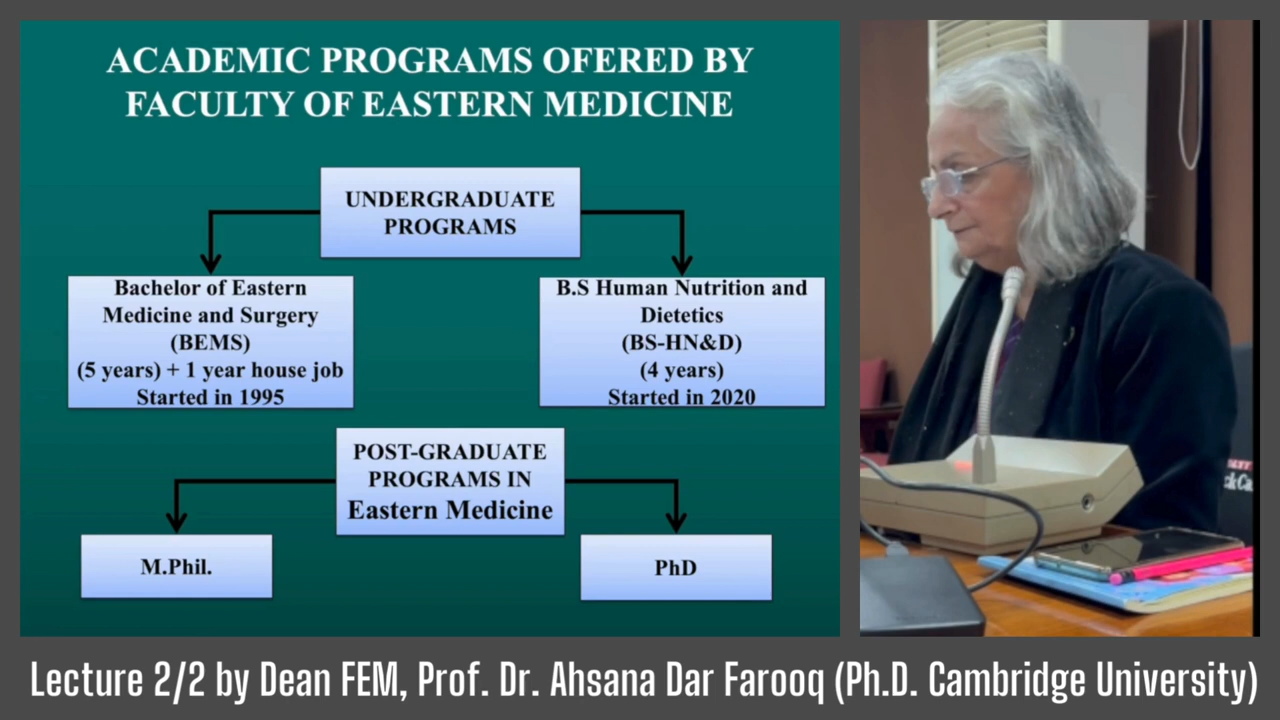 ACADEMIC PROGRAMS OFERED BY
FACULTY OF EASTERN MEDICINE
UNDERGRADUATE
PROGRAMS
Bachelor of Eastern
Medicine and Surgery
(BEMS)
(5 years) + 1 year house job
Started in 1995
B.S Human Nutrition and
Dietetics
(BS-HN&D)
(4 years)
Started in 2020
POST-GRADUATE
PROGRAMS IN
Eastern Medicine
M.Phil.
PhD
Lecture 2/2 by Dean FEM, Prof. Dr. Ahsana Dar Farooq (Ph.D. Cambridge University)